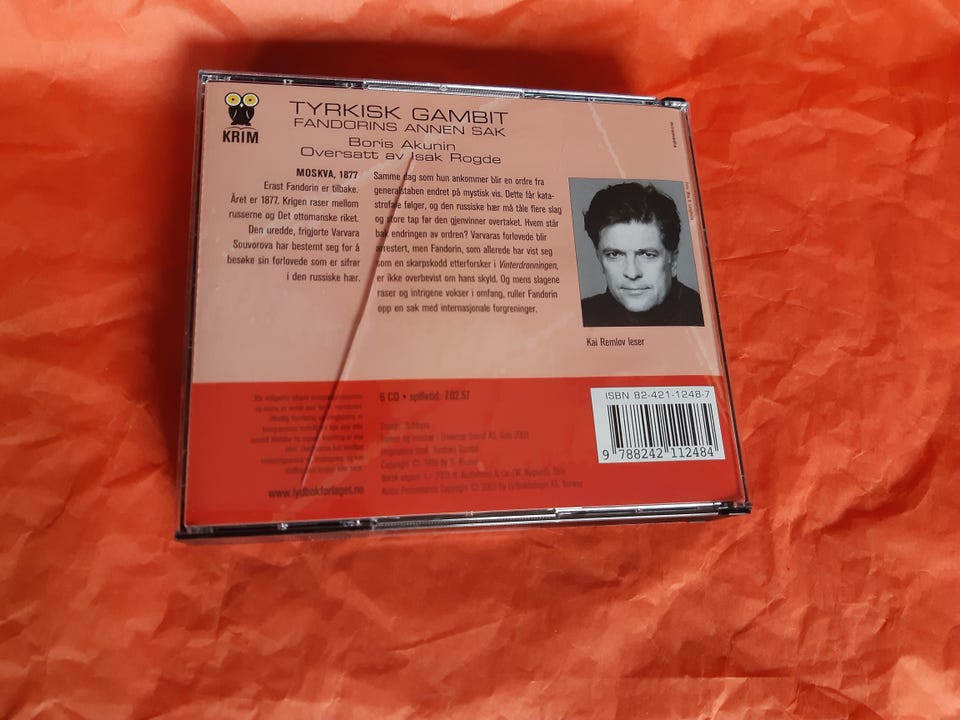 KRIM
TYRKISK GAMBIT
FANDORINS ANNEN SAK
Boris Akunin
Oversatt av Isak Rogde
MOSKVA, 1877
Erast Fandorin er tilbake.
Året er 1877. Krigen raser mellom
russerne og Det ottomanske riket.
Den uredde, frigjorte Varvara
Souvorova har bestemt seg for å
besøke sin forlovede som er sifrør
i den russiske hær.
Samme dag som hun ankommer blir en ordre fra
generalstaben endret på mystisk vis. Dette får kata-
strofale følger, og den russiske hær må tåle flere slag
og store tap før den gjenvinner overtaket. Hvem står
bak endringen av ordren? Varvaras forlovede blir
arrestert, men Fandorin, som allerede har vist seg
som en skarpskodd etterforsker i Vinterdronningen,
er ikke overbevist om hans skyld. Og mens slagene
raser og intrigene vokser i omfang, ruller Fandorin
opp en sak med internasjonale forgreninger.
Kai Remlov leser
6 CD • spilletid: 7.02.57
www.lydbokforlaget.no
ISBN 82-421-1248-7
9 788242 112484